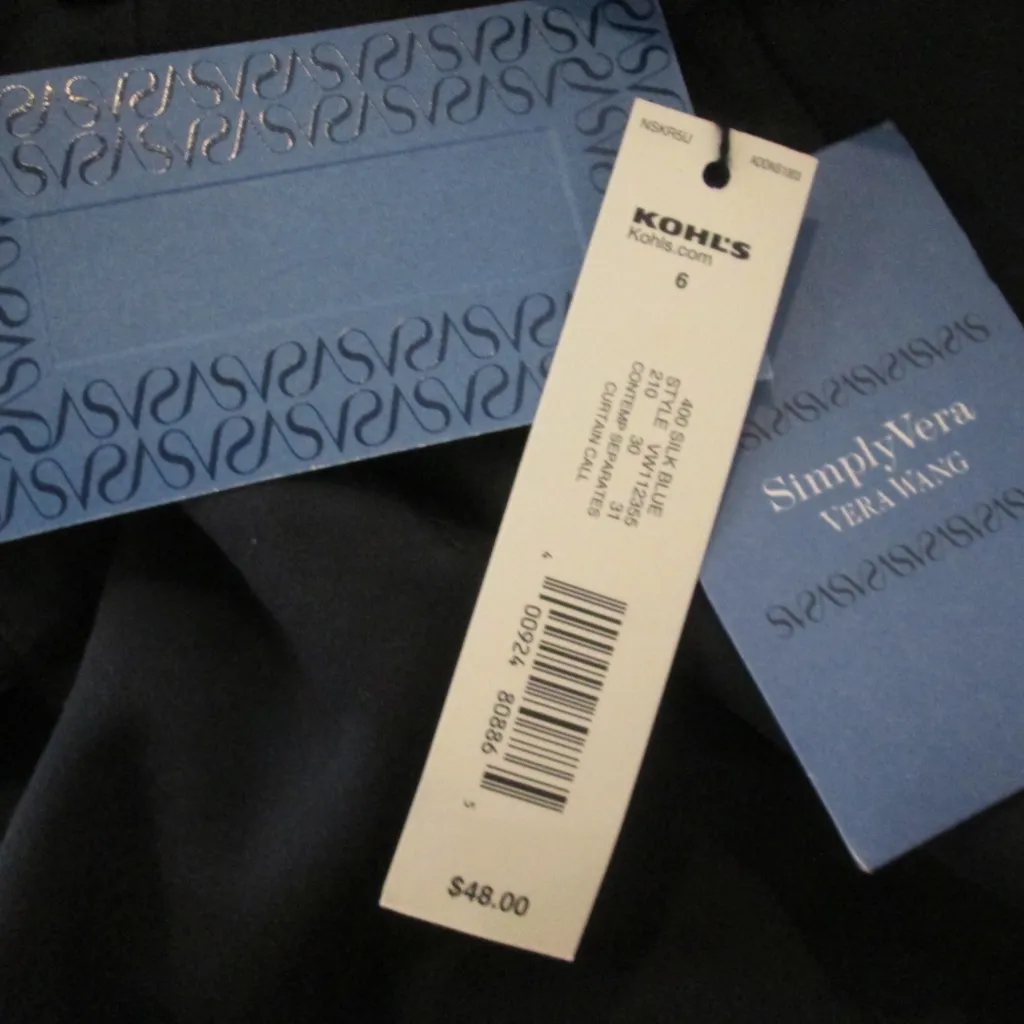 NSKR5U
KOHL'S
Kohls.com
6
400 SILK BLUE
STYLE VW112355
210 30 31
CONTEMP SEPARATES
CURTAIN CALL
4 00924 80886 5
$48.00
SimplyVera
VERA WANG